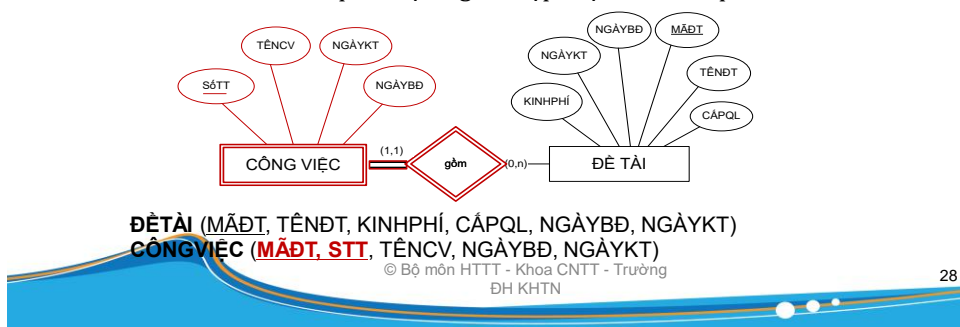 NGÀYBĐ
MÃĐT
TÊNCV
NGÀYKT
NGÀYKT
TÊNĐT
SốTT
NGÀYBĐ
KINHPHÍ
CẤPQL
CÔNG VIỆC
(1,1)
gồm
(0,n)
ĐỀ TÀI
ĐỀTÀI (MÃĐT, TÊNĐT, KINHPHÍ, CẤPQL, NGÀYBĐ, NGÀYKT)
CÔNGVIỆC (MÃĐT, STT, TÊNCV, NGÀYBĐ, NGÀYKT)
© Bộ môn HTTT - Khoa CNTT - Trường
ĐH KHTN
28